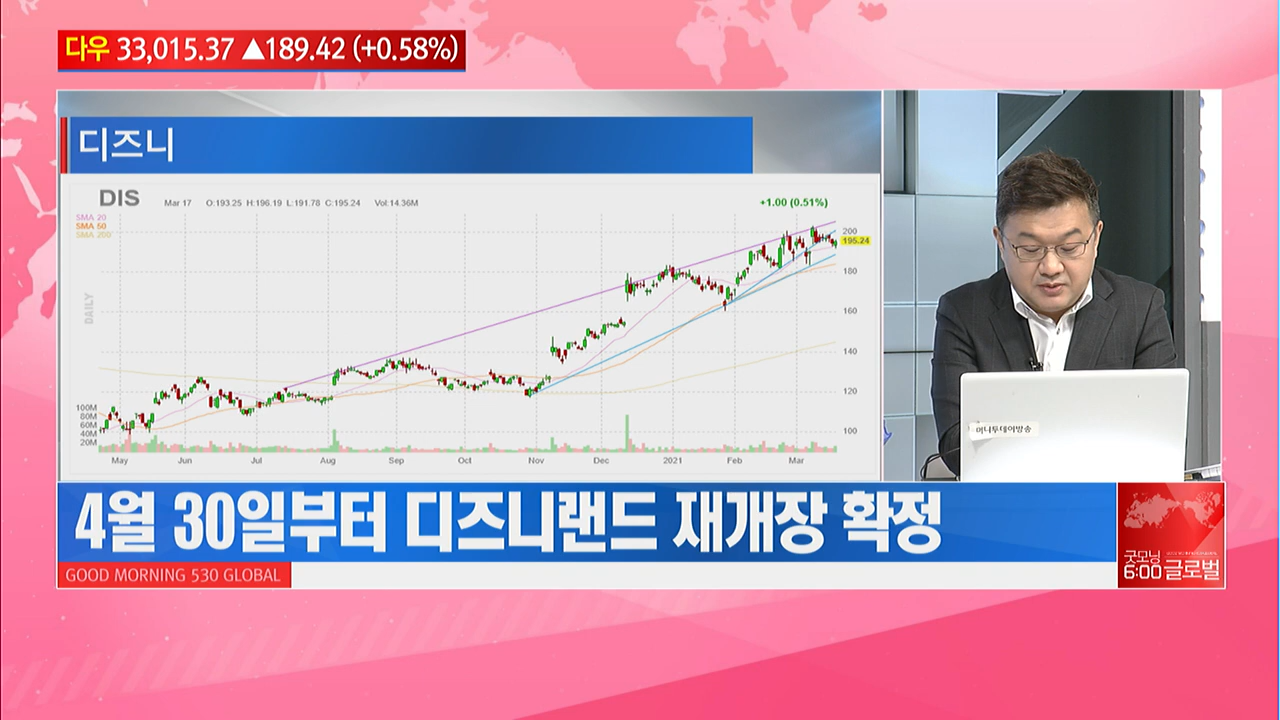 다우 33,015.37 ▲189.42 (+0.58%)
디즈니
DIS Mar 17 O:193.25 H:196.19 L:191.78 C:195.24 Vol:14.36M +1.00 (0.51%)
SMA 20
SMA 50
SMA 200
DAILY
200
195.24
180
160
140
120
100
100M
80M
60M
40M
20M
May Jun Jul Aug Sep Oct Nov Dec 2021 Feb Mar
머니투데이방송
4월 30일부터 디즈니랜드 재개장 확정
GOOD MORNING 530 GLOBAL
굿모닝
6:00 글로벌